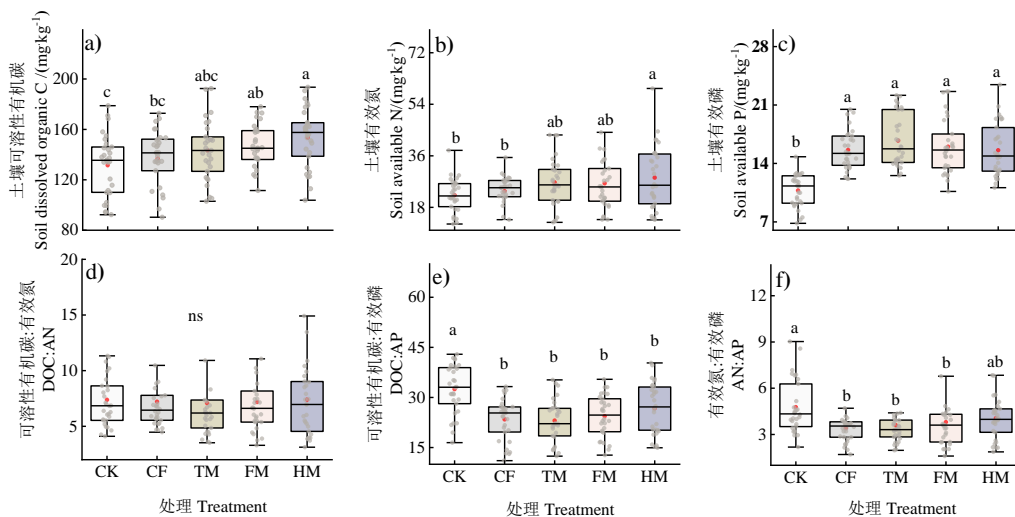 a)
土壤可溶性有机碳
Soil dissolved organic C /(mg·kg-1)
200
160
120
80
c
bc
abc
ab
a
b)
土壤有效氮
Soil available N/(mg·kg-1)
72
54
36
18
b
b
ab
ab
a
c)
土壤有效磷
Soil available P/(mg·kg-1)
28
21
14
7
b
a
a
a
a
d)
可溶性有机碳:有效氮
DOC:AN
20
15
10
5
ns
CK CF TM FM HM
处理 Treatment
e)
可溶性有机碳:有效磷
DOC:AP
60
45
30
15
a
b
b
b
b
CK CF TM FM HM
处理 Treatment
f)
有效氮:有效磷
AN:AP
12
9
6
3
a
b
b
b
ab
CK CF TM FM HM
处理 Treatment